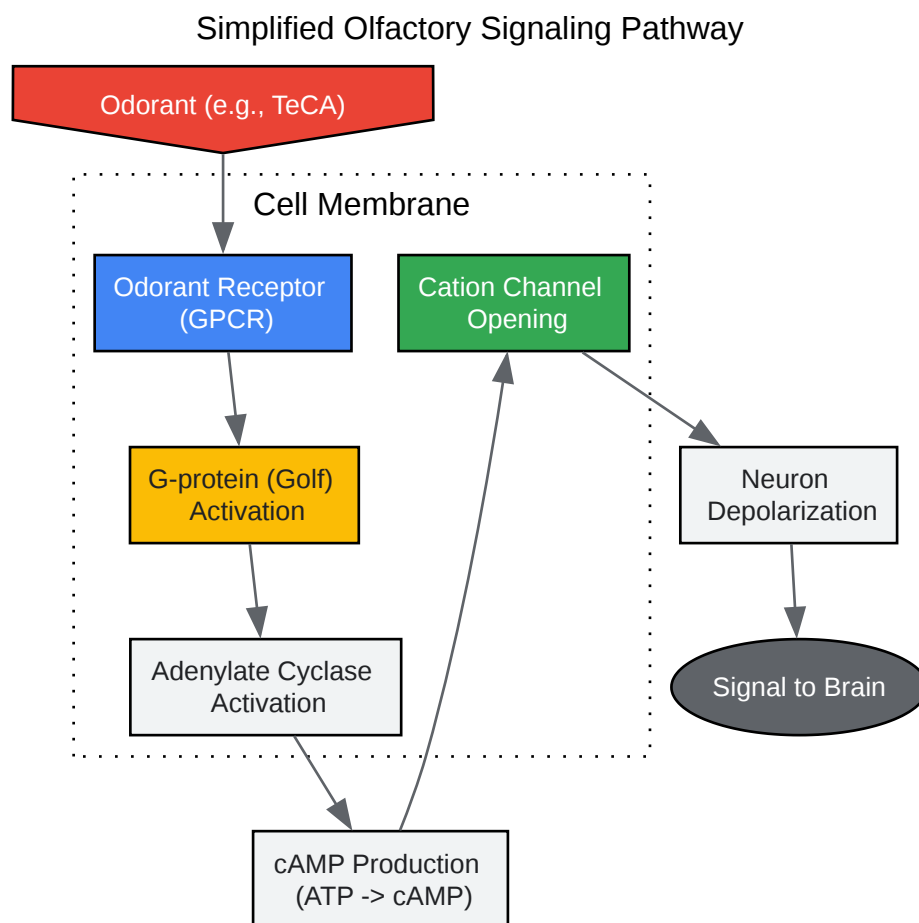 Simplified Olfactory Signaling Pathway
Odorant (e.g., TeCA)
Cell Membrane
Odorant Receptor
(GPCR)
Cation Channel
Opening
G-protein (Golf)
Activation
Neuron
Depolarization
Adenylate Cyclase
Activation
Signal to Brain
cAMP Production
(ATP -> cAMP)